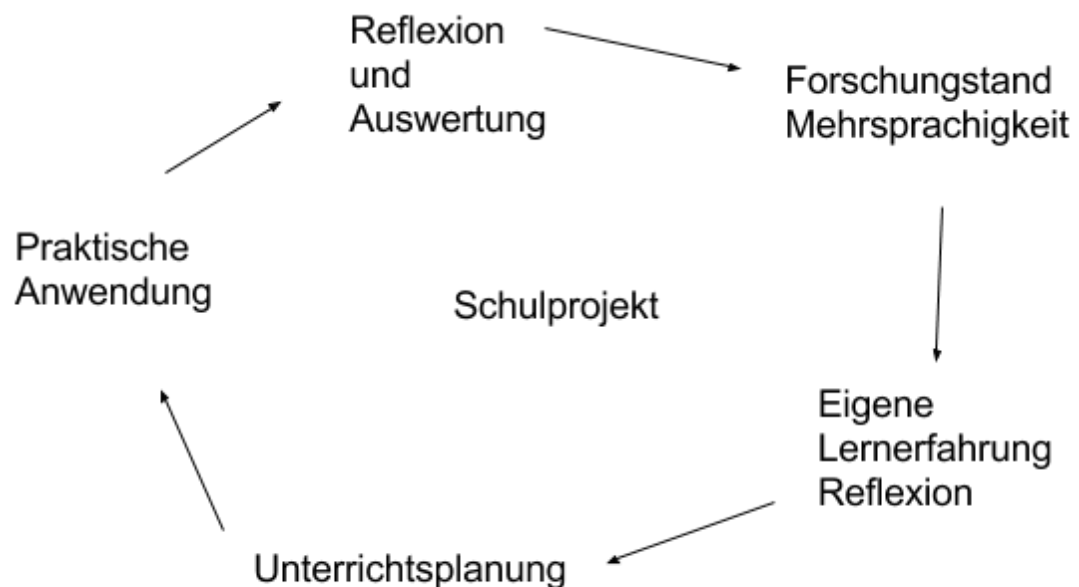 Reflexion
und
Auswertung
Forschungstand
Mehrsprachigkeit
Praktische
Anwendung
Schulprojekt
Eigene
Lernerfahrung
Reflexion
Unterrichtsplanung